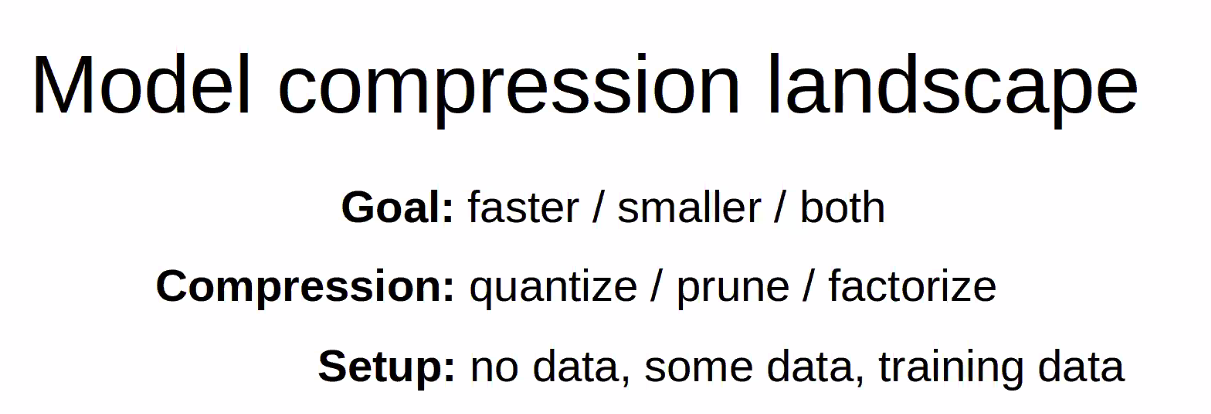 Model compression landscape
Goal: faster / smaller / both
Compression: quantize / prune / factorize
Setup: no data, some data, training data